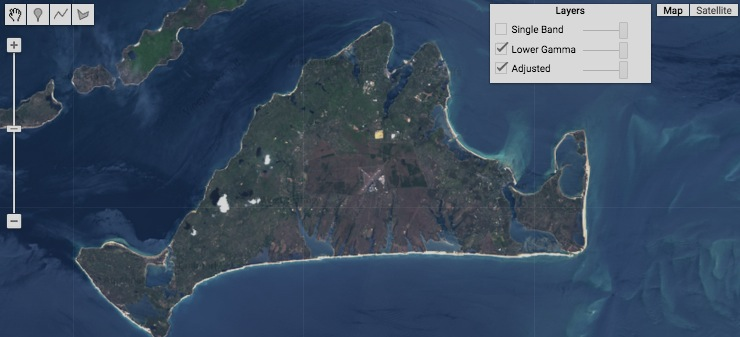 Layers
Single Band
Lower Gamma
Adjusted
Map
Satellite